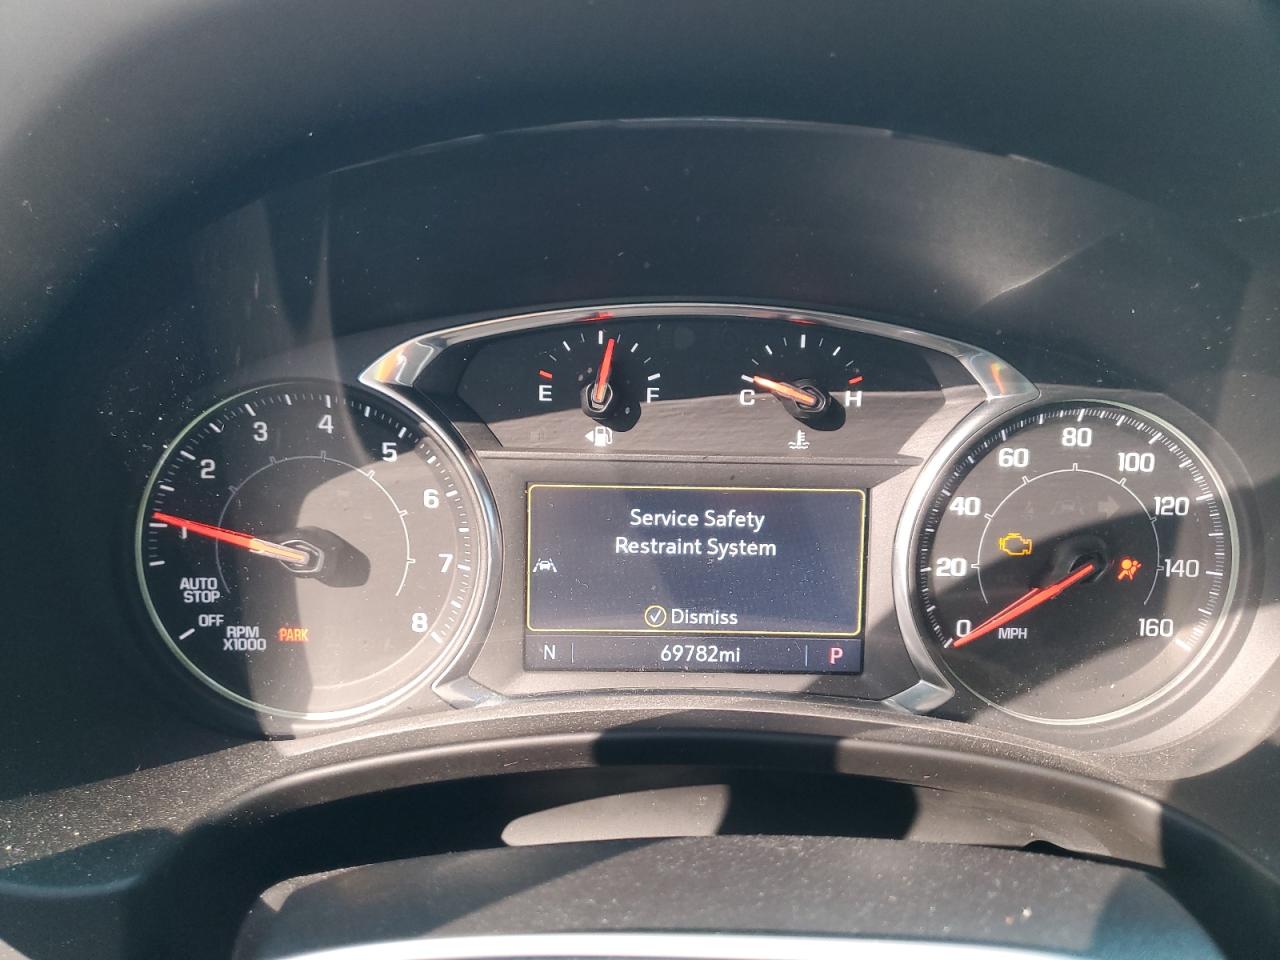 E
F
C
H
1
2
3
4
5
6
7
8
AUTO
STOP
OFF
RPM
X1000
PARK
Service Safety
Restraint System
Dismiss
N
69782mi
P
0
20
40
60
80
100
120
140
160
MPH